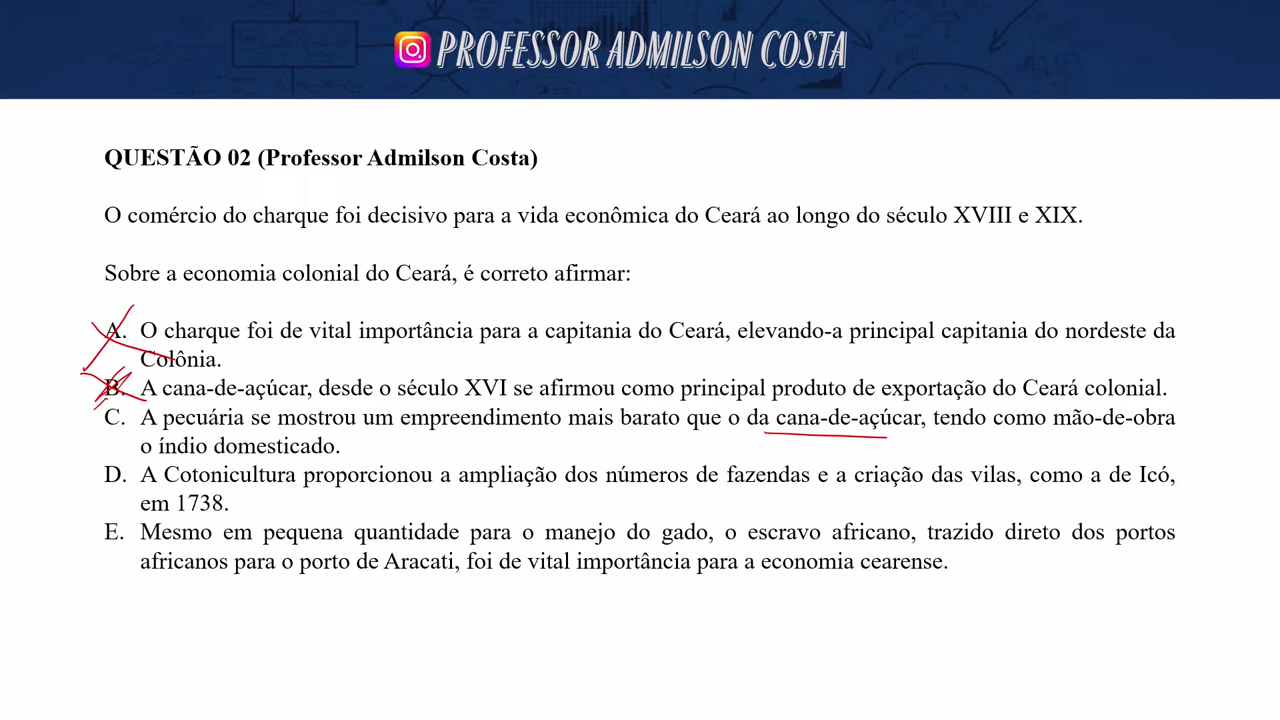 PROFESSOR ADMILSON COSTA
QUESTÃO 02 (Professor Admilson Costa)
O comércio do charque foi decisivo para a vida econômica do Ceará ao longo do século XVIII e XIX.
Sobre a economia colonial do Ceará, é correto afirmar:
A. O charque foi de vital importância para a capitania do Ceará, elevando-a principal capitania do nordeste da
Colônia.
B. A cana-de-açúcar, desde o século XVI se afirmou como principal produto de exportação do Ceará colonial.
C. A pecuária se mostrou um empreendimento mais barato que o da cana-de-açúcar, tendo como mão-de-obra
o índio domesticado.
D. A Cotonicultura proporcionou a ampliação dos números de fazendas e a criação das vilas, como a de Icó,
em 1738.
E. Mesmo em pequena quantidade para o manejo do gado, o escravo africano, trazido direto dos portos
africanos para o porto de Aracati, foi de vital importância para a economia cearense.